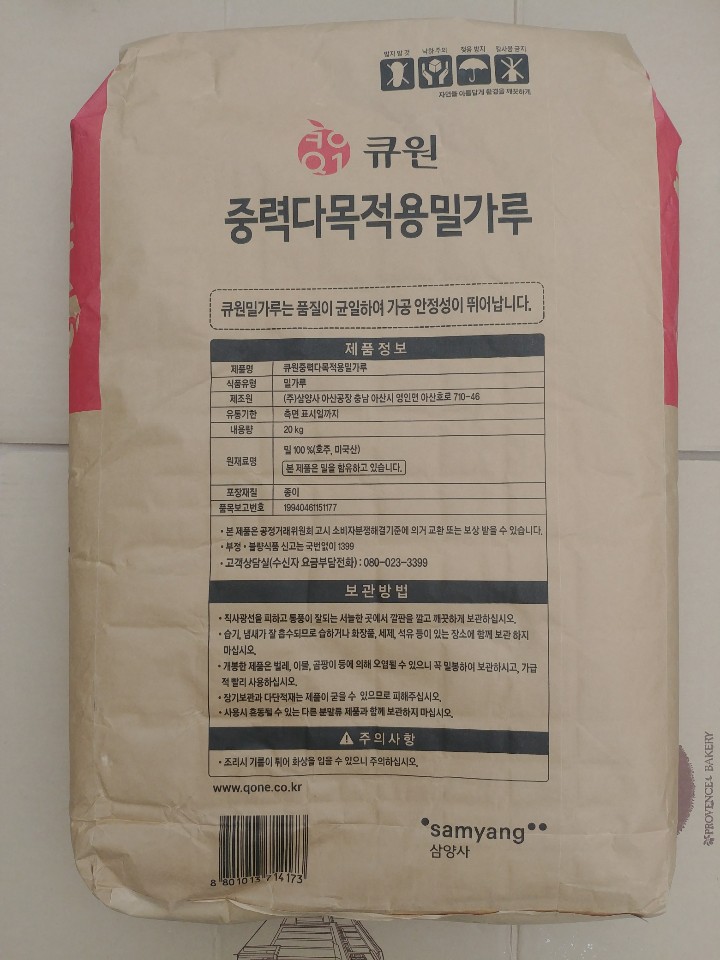 방지 발 갱 낙하 주의 젖음 방지 갈사용 금지
자연을 아름답게 환경을 깨끗하게
큐원
Q1
큐원
중력다목적용밀가루
큐원밀가루는 품질이 균일하여 가공 안정성이 뛰어납니다.
제품정보
제품명 큐원중력다목적용밀가루
식품유형 밀가루
제조원 (주)삼양사 아산공장 충남 아산시 영인면 아산호로 710-46
유통기한 측면 표시일까지
내용량 20 kg
원재료명 밀 100 %(호주, 미국산)
본 제품은 밀을 함유하고 있습니다.
포장재질 종이
품목보고번호 19940461151177
• 본 제품은 공정거래위원회 고시 소비자분쟁해결기준에 의거 교환 또는 보상 받을 수 있습니다.
• 부정 • 불량식품 신고는 국번없이 1399
• 고객상담실(수신자 요금부담전화) : 080-023-3399
보관방법
• 직사광선을 피하고 통풍이 잘되는 서늘한 곳에서 깔판을 깔고 깨끗하게 보관하십시오.
• 습기, 냄새가 잘 흡수되므로 습하거나 화장품, 세제, 석유 등이 있는 장소에 함께 보관 하지
마십시오.
• 개봉한 제품은 벌레, 이물, 곰팡이 등에 의해 오염될 수 있으니 꼭 밀봉하여 보관하시고, 가급
적 빨리 사용하십시오.
• 장기보관과 다단적재는 제품이 굳을 수 있으므로 피해주십시오.
• 사용시 혼동될 수 있는 다른 분말류 제품과 함께 보관하지 마십시오.
주의사항
• 조리시 기름이 튀어 화상을 입을 수 있으니 주의하십시오.
www.qone.co.kr
8 801013 714173
samyang
삼양사
PROVENCE BAKERY